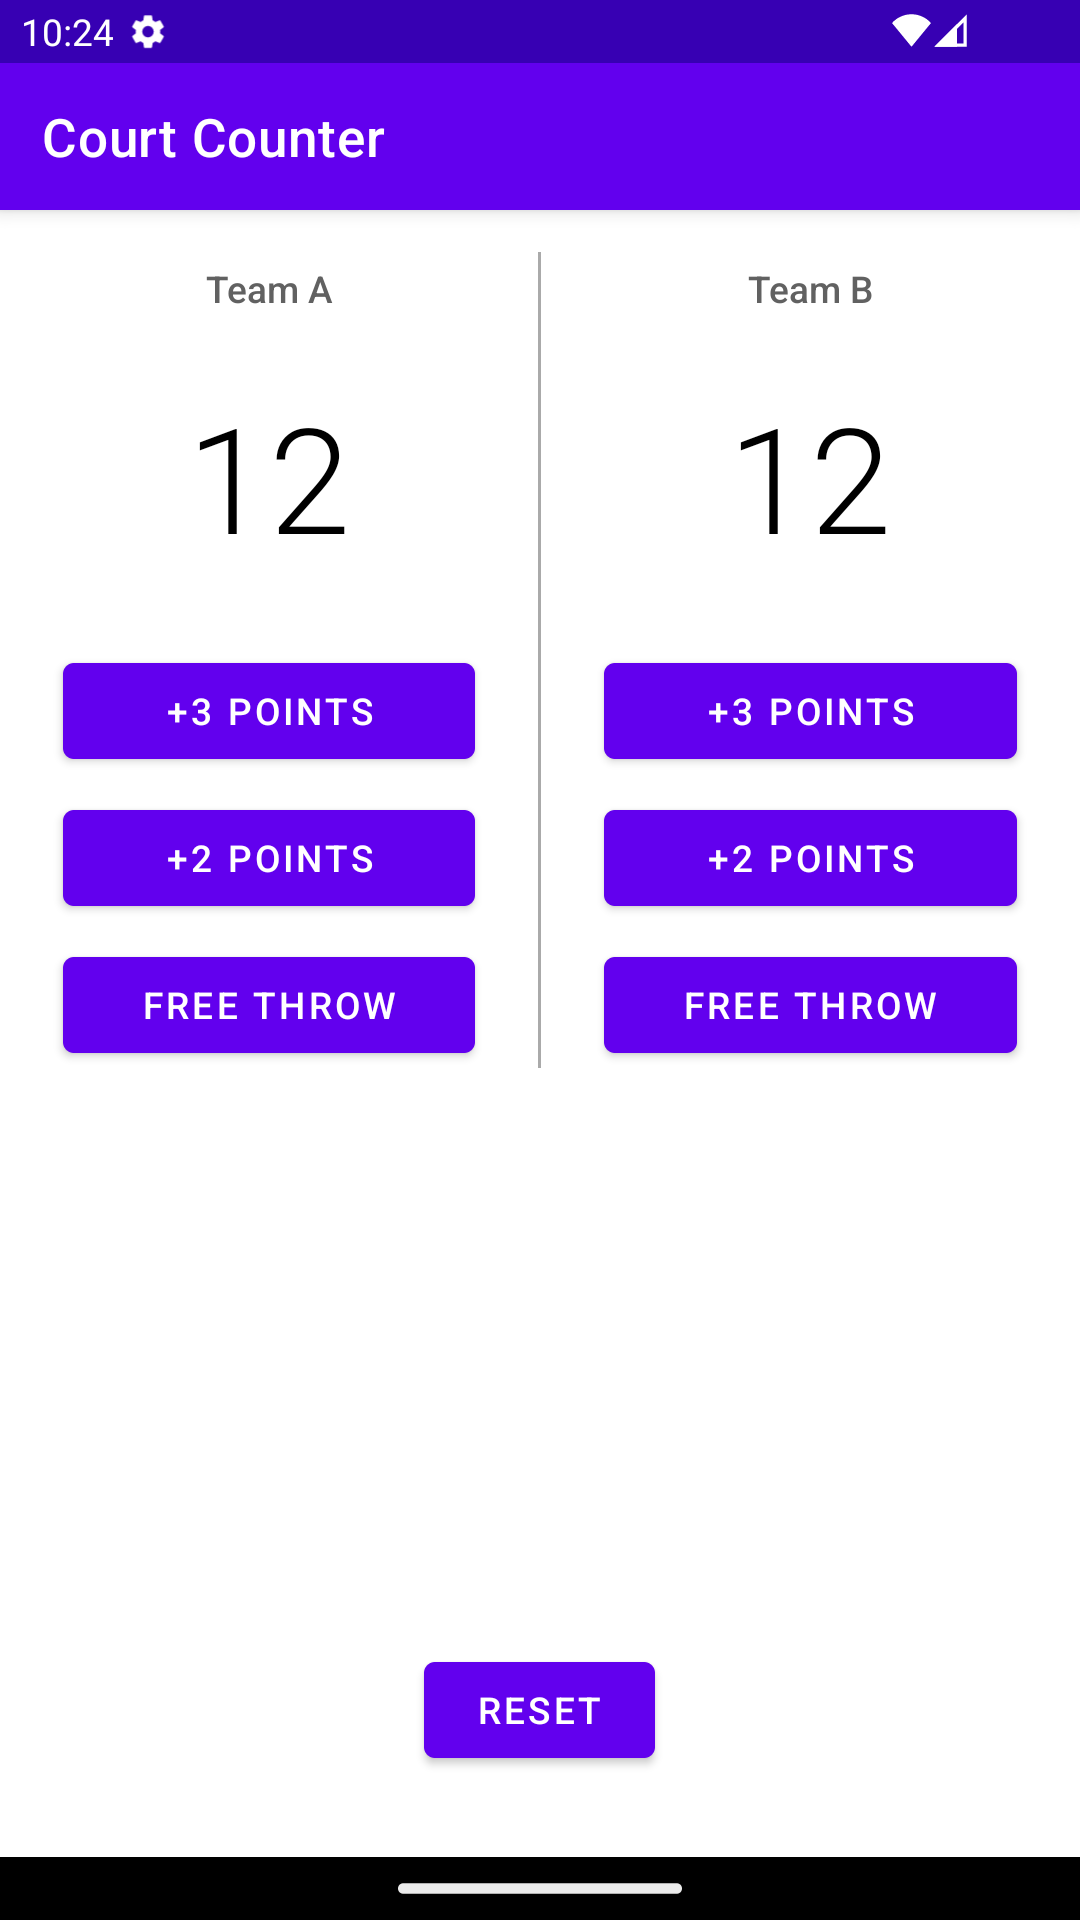 10:24
Court Counter
Team A
12
+3 POINTS
+2 POINTS
FREE THROW
Team B
12
+3 POINTS
+2 POINTS
FREE THROW
RESET